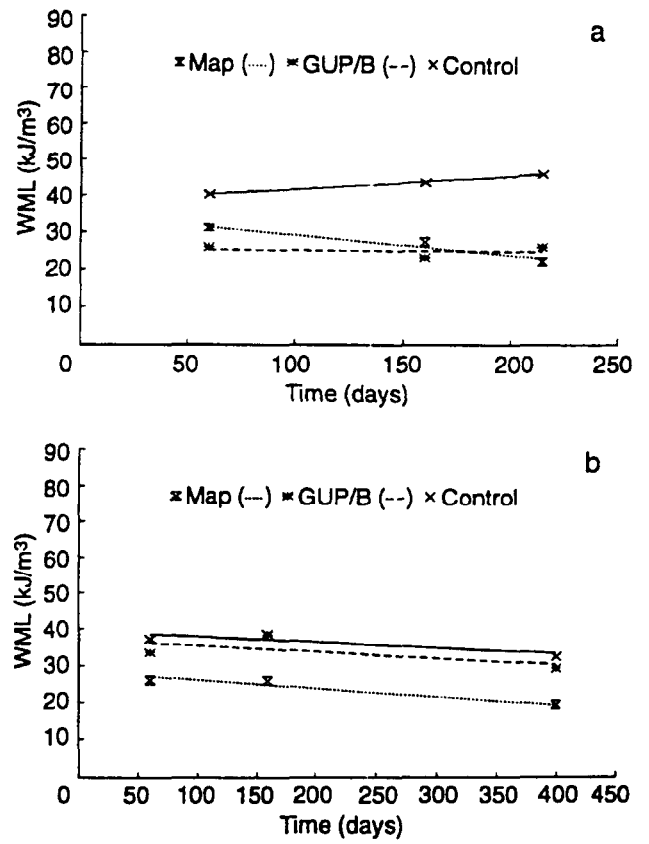 a
90
80
70
60
50
40
30
20
10
0
WML (kJ/m³)
Map (·····) GUP/B (--) × Control
50 100 160 200 250
Time (days)
b
90
80
70
60
50
40
30
20
10
0
WML (kJ/m³)
Map (---) GUP/B (--) × Control
50 100 150 200 250 300 350 400 450
Time (days)